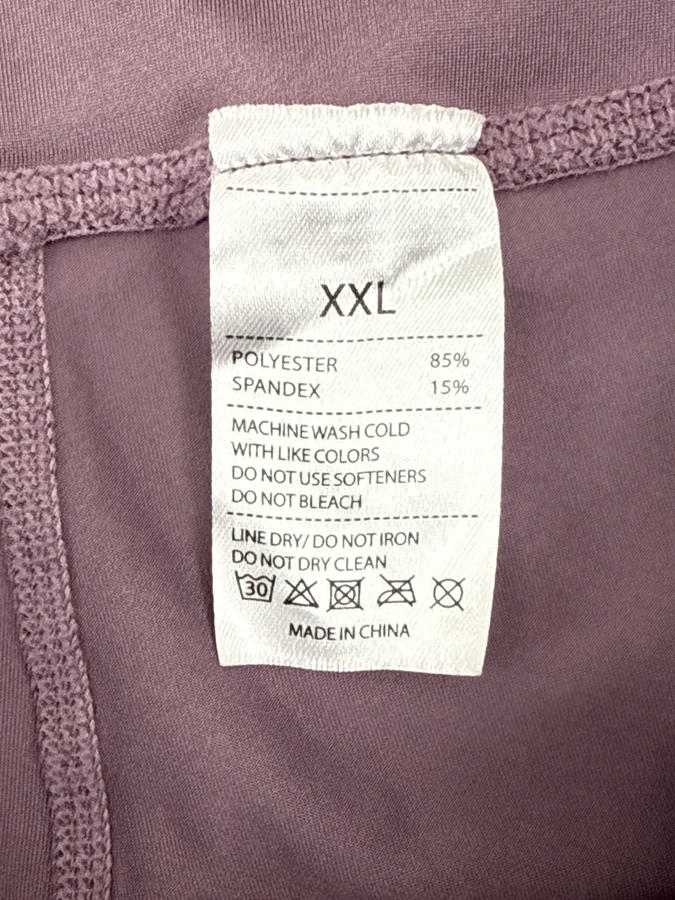 XXL
POLYESTER 85%
SPANDEX 15%
MACHINE WASH COLD
WITH LIKE COLORS
DO NOT USE SOFTENERS
DO NOT BLEACH
LINE DRY/ DO NOT IRON
DO NOT DRY CLEAN
30
MADE IN CHINA